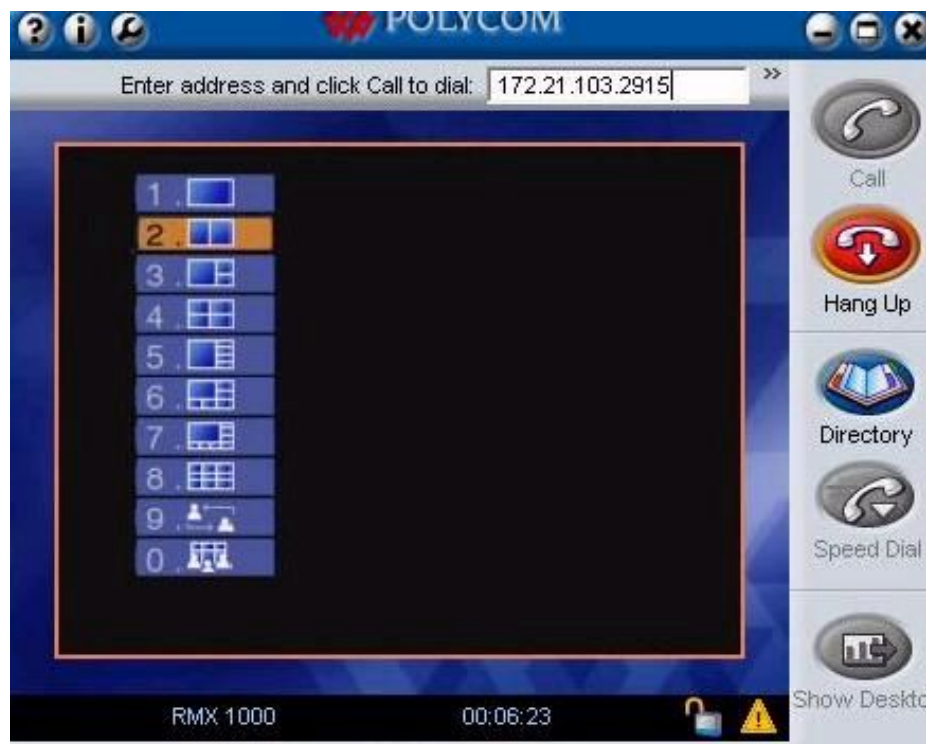 POLYCOM
Enter address and click Call to dial: 172.21.103.2915 »
Call
Hang Up
Directory
Speed Dial
Show Deskto
1 .
2 .
3 .
4 .
5 .
6 .
7 .
8 .
9 .
0 .
RMX 1000 00:06:23